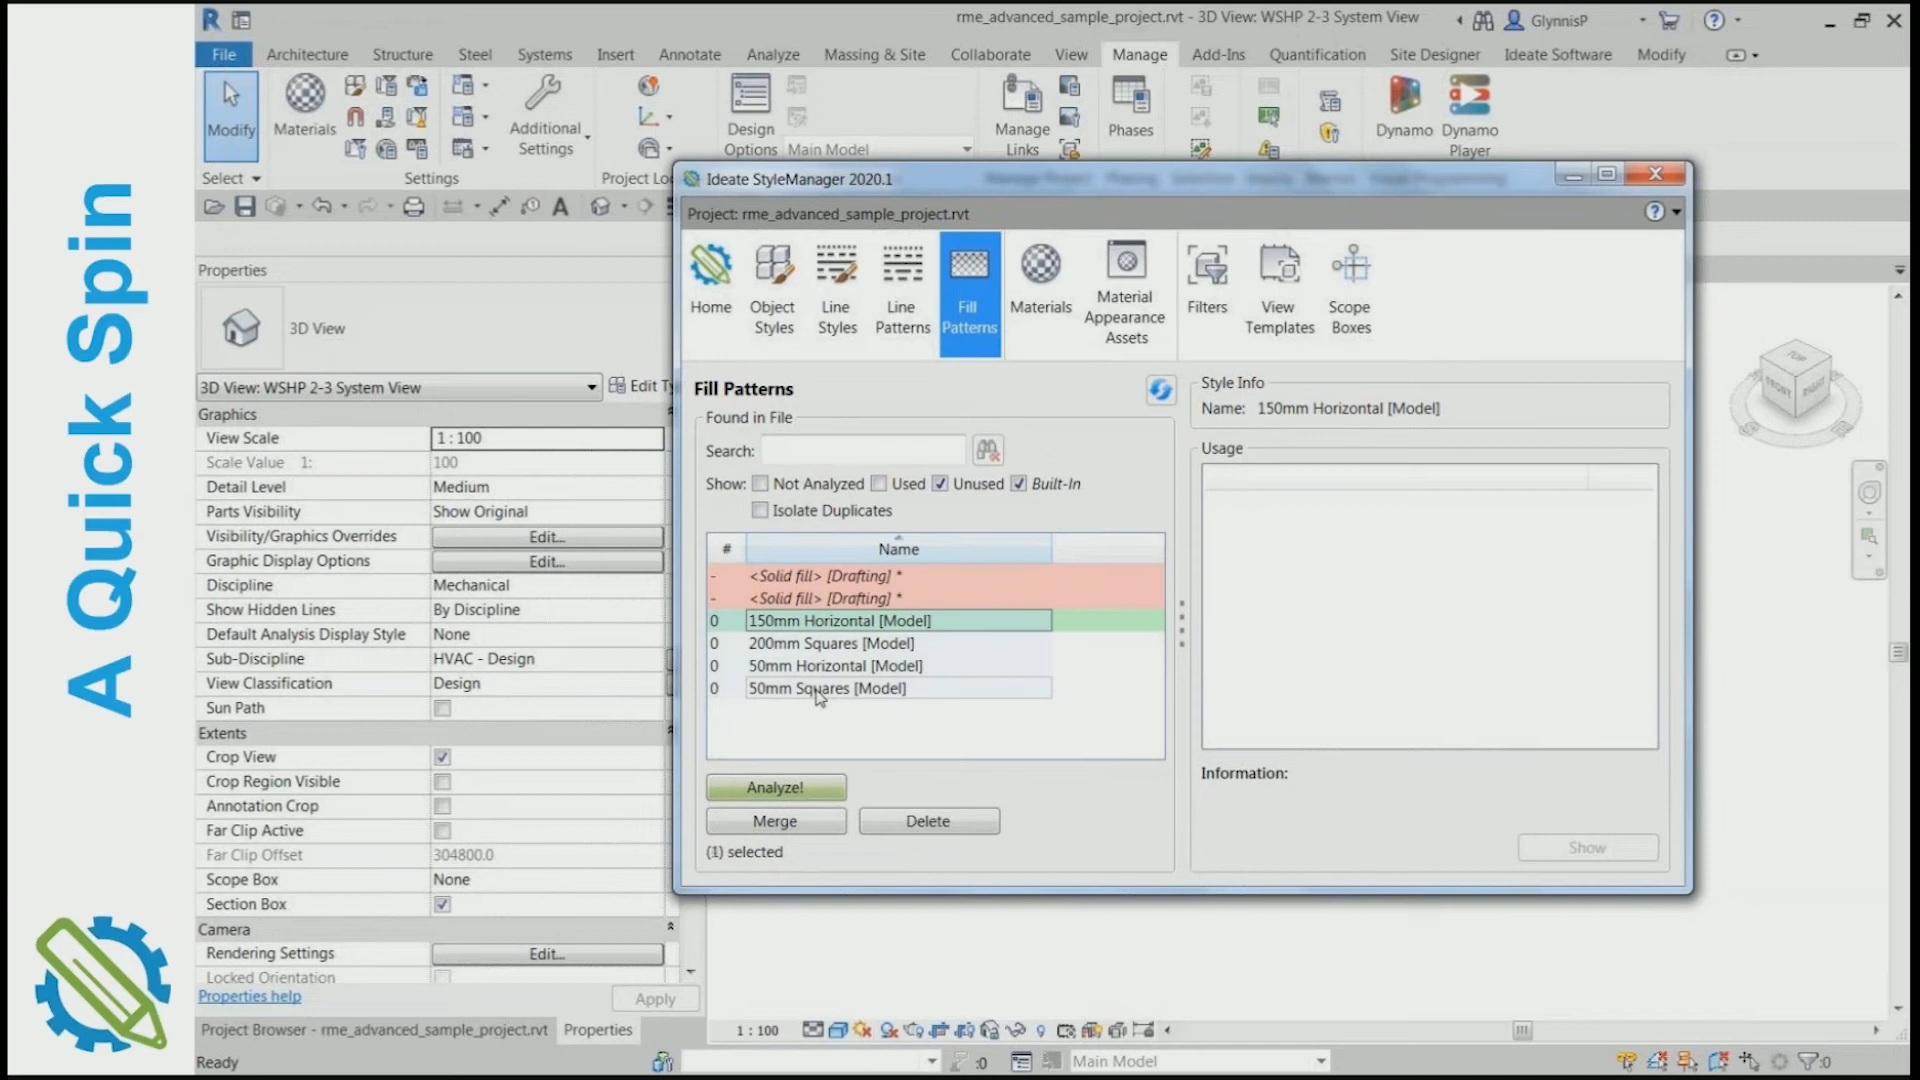 A Quick Spin
rme_advanced_sample_project.rvt - 3D View: WSHP 2-3 System View
GlynnisP
File
Architecture
Structure
Steel
Systems
Insert
Annotate
Analyze
Massing & Site
Collaborate
View
Manage
Add-Ins
Quantification
Site Designer
Ideate Software
Modify
Modify
Materials
Additional
Settings
Design
Options
Main Model
Manage
Links
Phases
Dynamo
Dynamo
Player
Select
Settings
Project Lo
Ideate StyleManager 2020.1
Project: rme_advanced_sample_project.rvt
Home
Object
Styles
Line
Styles
Line
Patterns
Fill
Patterns
Materials
Material
Appearance
Assets
Filters
View
Templates
Scope
Boxes
Fill Patterns
Found in File
Search:
Show: Not Analyzed Used Unused Built-In
Isolate Duplicates
# Name
- <Solid fill> [Drafting] *
- <Solid fill> [Drafting] *
0 150mm Horizontal [Model]
0 200mm Squares [Model]
0 50mm Horizontal [Model]
0 50mm Squares [Model]
Analyze!
Merge
Delete
(1) selected
Style Info
Name: 150mm Horizontal [Model]
Usage
Information:
Show
Properties
3D View
3D View: WSHP 2-3 System View
Edit Ty
Graphics
View Scale 1 : 100
Scale Value 1: 100
Detail Level Medium
Parts Visibility Show Original
Visibility/Graphics Overrides Edit...
Graphic Display Options Edit...
Discipline Mechanical
Show Hidden Lines By Discipline
Default Analysis Display Style None
Sub-Discipline HVAC - Design
View Classification Design
Sun Path
Extents
Crop View
Crop Region Visible
Annotation Crop
Far Clip Active
Far Clip Offset 304800.0
Scope Box None
Section Box
Camera
Rendering Settings Edit...
Locked Orientation
Properties help
Apply
Project Browser - rme_advanced_sample_project.rvt
Properties
TOP
FRONT
RIGHT
1 : 100
Ready
:0
Main Model
:0